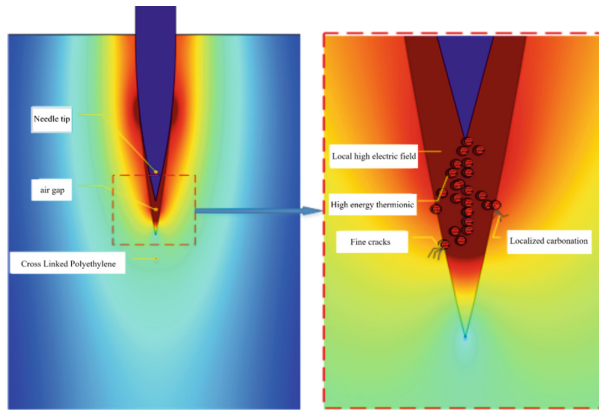 Needle tip
air gap
Cross Linked Polyethylene
Local high electric field
High energy thermionic
Fine cracks
Localized carbonation